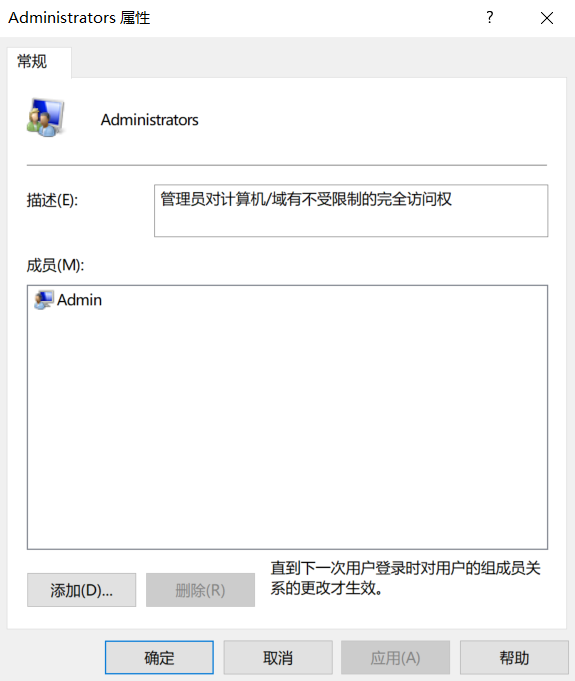 Administrators 属性
?
常规
Administrators
描述(E):
管理员对计算机/域有不受限制的完全访问权
成员(M):
Admin
添加(D)...
删除(R)
直到下一次用户登录时对用户的组成员关
系的更改才生效。
确定
取消
应用(A)
帮助